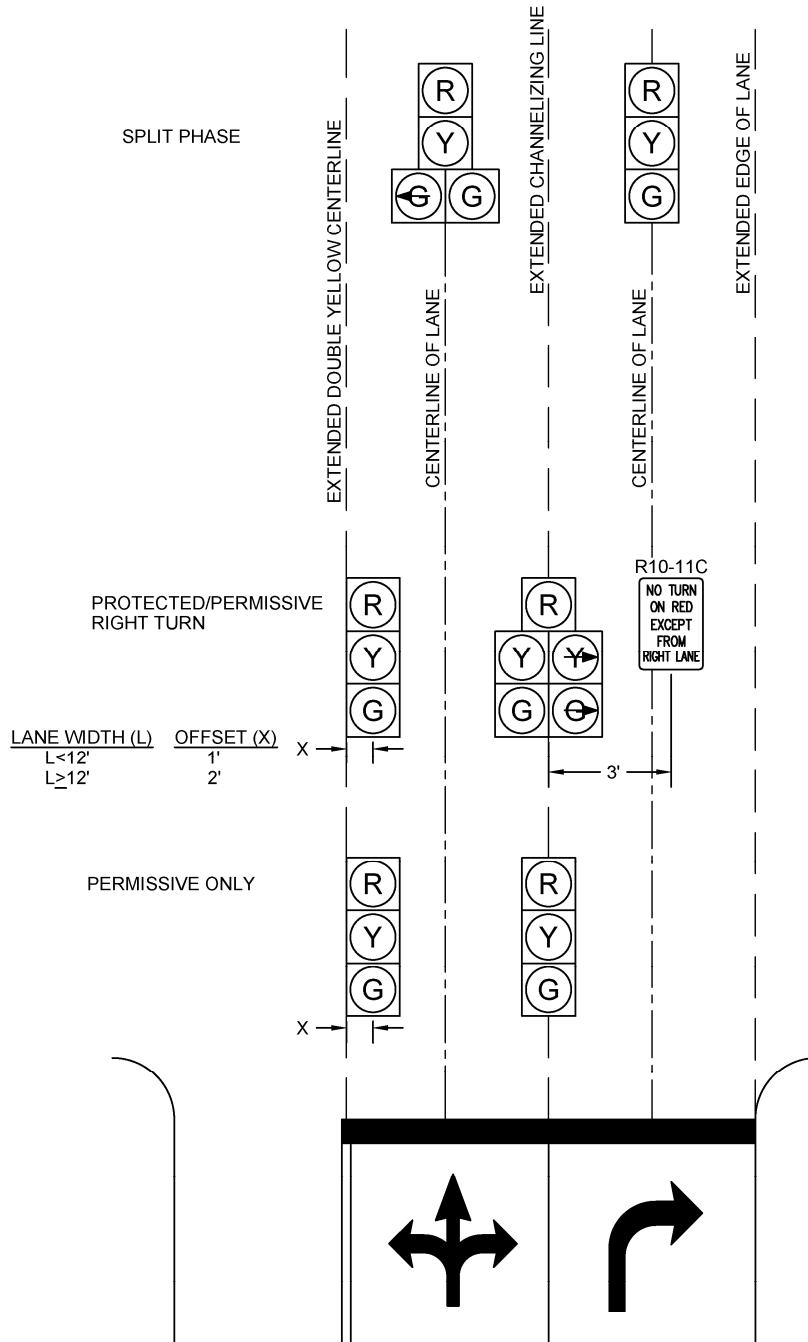 SPLIT PHASE
R
Y
G G
R
Y
G
EXTENDED DOUBLE YELLOW CENTERLINE
CENTERLINE OF LANE
EXTENDED CHANNELIZING LINE
CENTERLINE OF LANE
EXTENDED EDGE OF LANE
PROTECTED/PERMISSIVE
RIGHT TURN
R
Y
G
R
Y Y
G G
R10-11C
NO TURN
ON RED
EXCEPT
FROM
RIGHT LANE
LANE WIDTH (L) OFFSET (X)
L<12' 1'
L≥12' 2'
X
3'
PERMISSIVE ONLY
R
Y
G
R
Y
G
X